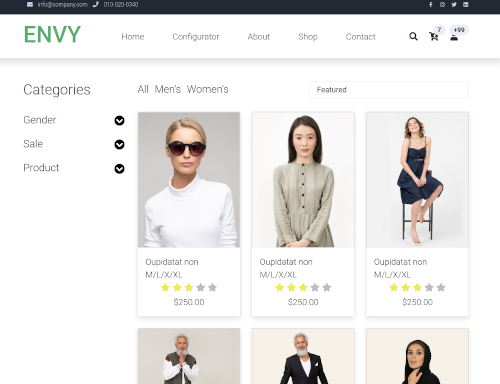 info@company.com 010-020-0340
ENVY Home Configurator About Shop Contact 7 +99
Categories All Men's Women's Featured
Gender
Sale
Product
Oupidatat non Oupidatat non Oupidatat non
M/L/X/XL M/L/X/XL M/L/X/XL
$250.00 $250.00 $250.00